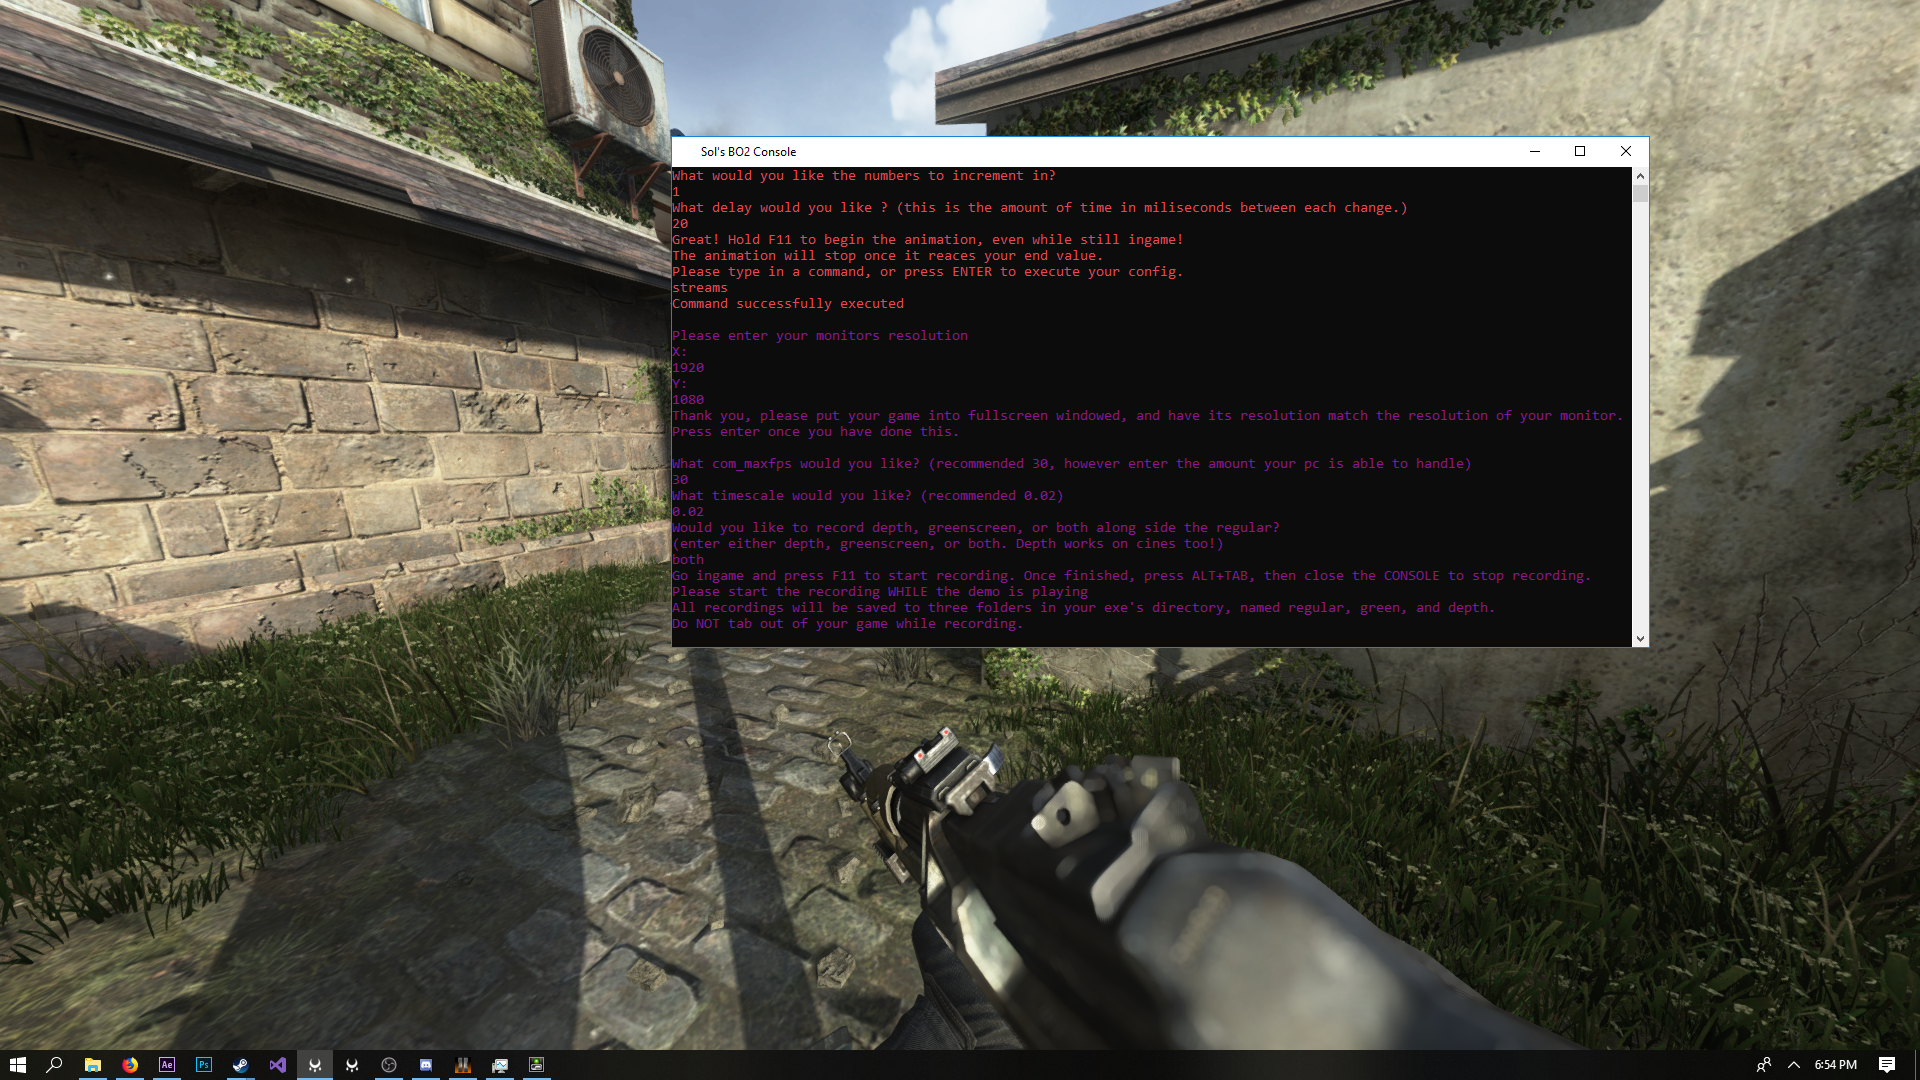 Sol's BO2 Console
What would you like the numbers to increment in?
1
What delay would you like ? (this is the amount of time in miliseconds between each change.)
20
Great! Hold F11 to begin the animation, even while still ingame!
The animation will stop once it reaces your end value.
Please type in a command, or press ENTER to execute your config.
streams
Command successfully executed
Please enter your monitors resolution
X:
1920
Y:
1080
Thank you, please put your game into fullscreen windowed, and have its resolution match the resolution of your monitor.
Press enter once you have done this.
What com_maxfps would you like? (recommended 30, however enter the amount your pc is able to handle)
30
What timescale would you like? (recommended 0.02)
0.02
Would you like to record depth, greenscreen, or both along side the regular?
(enter either depth, greenscreen, or both. Depth works on cines too!)
both
Go ingame and press F11 to start recording. Once finished, press ALT+TAB, then close the CONSOLE to stop recording.
Please start the recording WHILE the demo is playing
All recordings will be saved to three folders in your exe's directory, named regular, green, and depth.
Do NOT tab out of your game while recording.
Ae
Ps
6:54 PM